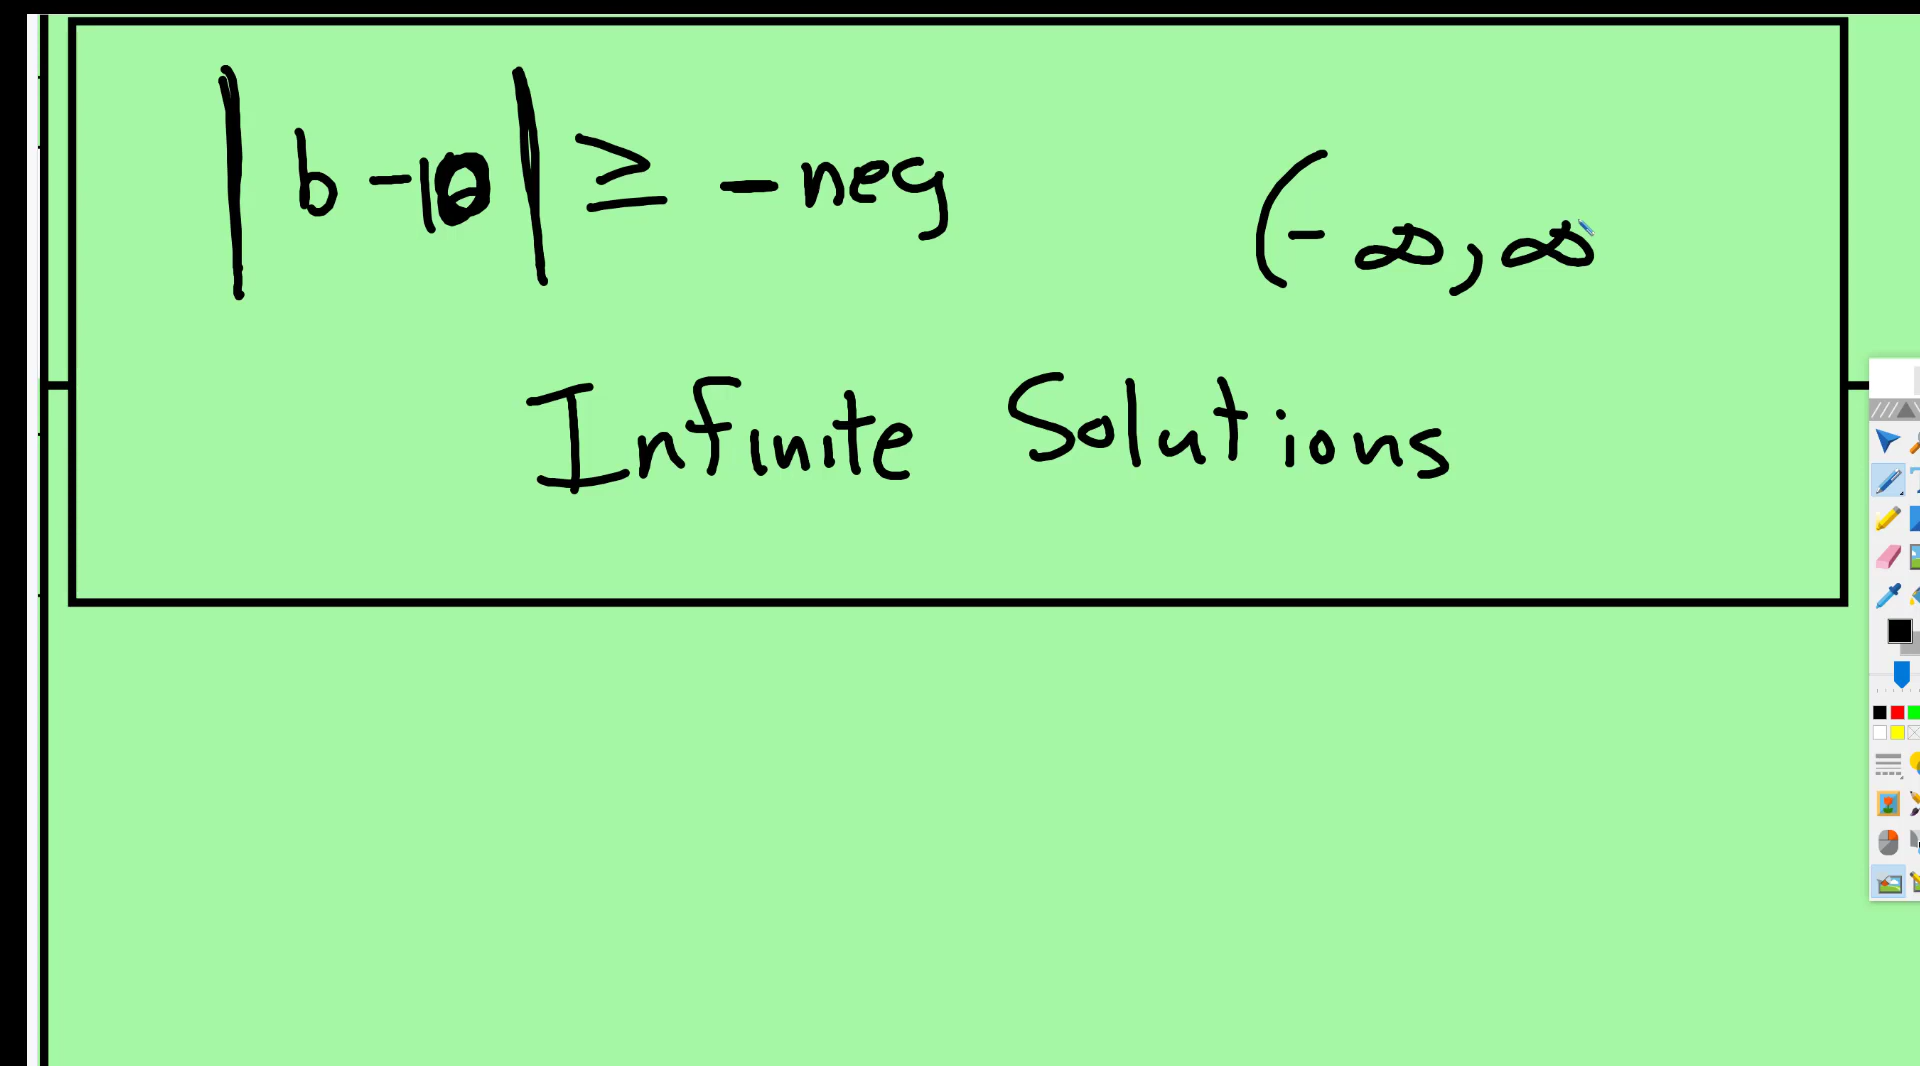 |b-10| ≥ -neg
(-∞, ∞
Infinite Solutions